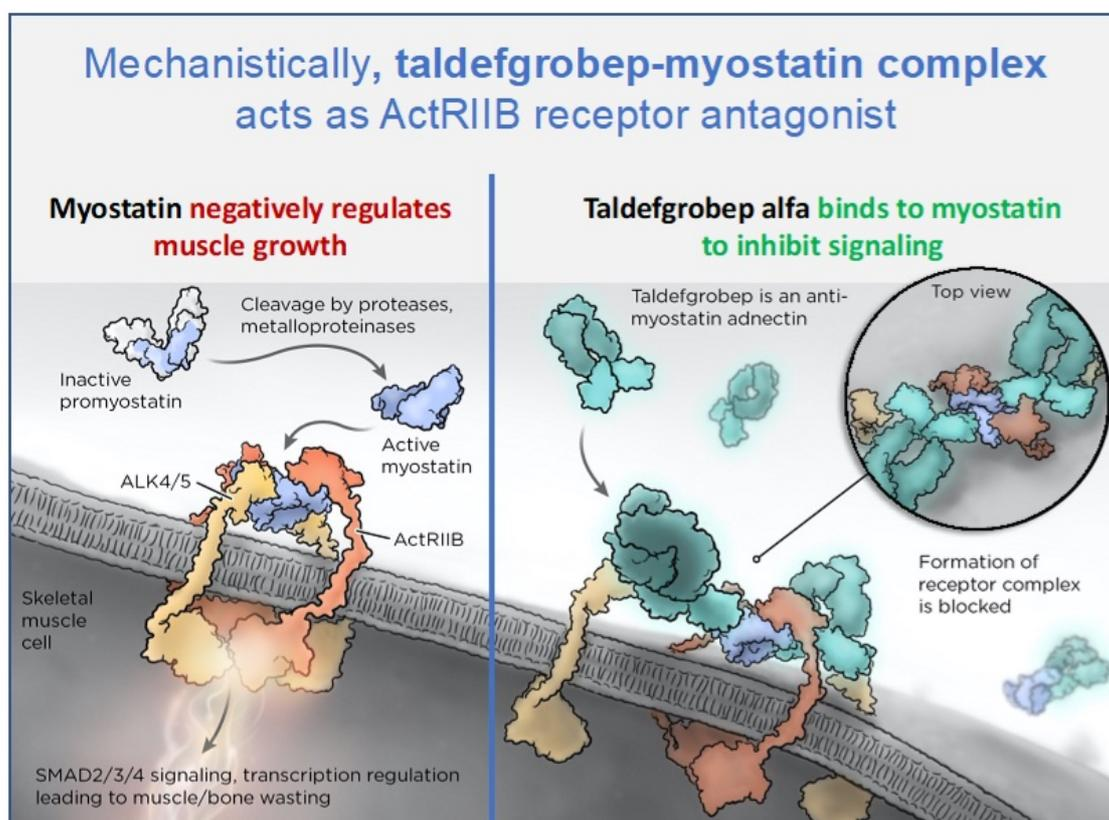 Mechanistically, taldefgrobep-myostatin complex
acts as ActRIIB receptor antagonist
Myostatin negatively regulates
muscle growth
Cleavage by proteases,
metalloproteinases
Inactive
promyostatin
Active
myostatin
ALK4/5
ActRIIB
Skeletal
muscle
cell
SMAD2/3/4 signaling, transcription regulation
leading to muscle/bone wasting
Taldefgrobep alfa binds to myostatin
to inhibit signaling
Taldefgrobep is an anti-
myostatin adnectin
Top view
Formation of
receptor complex
is blocked